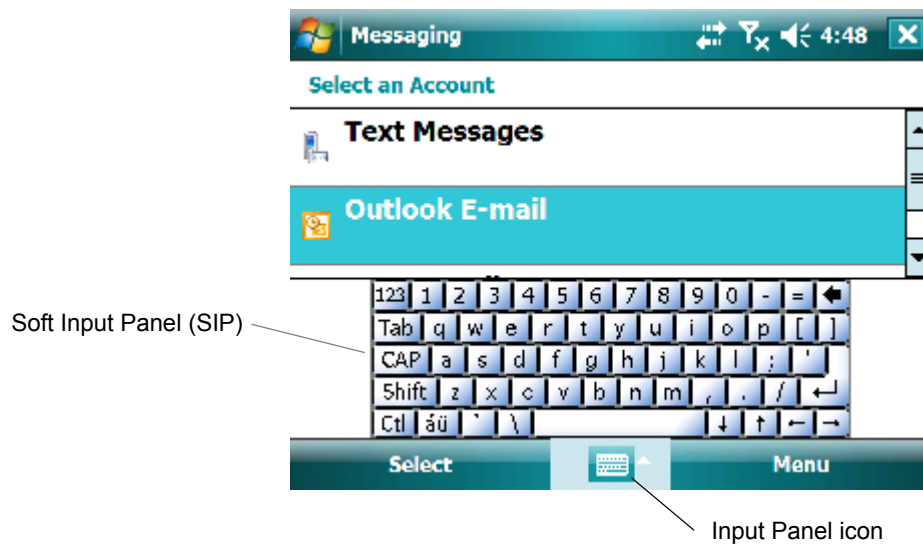 Messaging 4:48
Select an Account
Text Messages
Outlook E-mail
123 1 2 3 4 5 6 7 8 9 0 - =
Tab q w e r t y u i o p [ ]
Soft Input Panel (SIP)
CAP a s d f g h j k l ; '
Shift z x c v b n m , . /
Ctl áü ` \
Select Menu
Input Panel icon